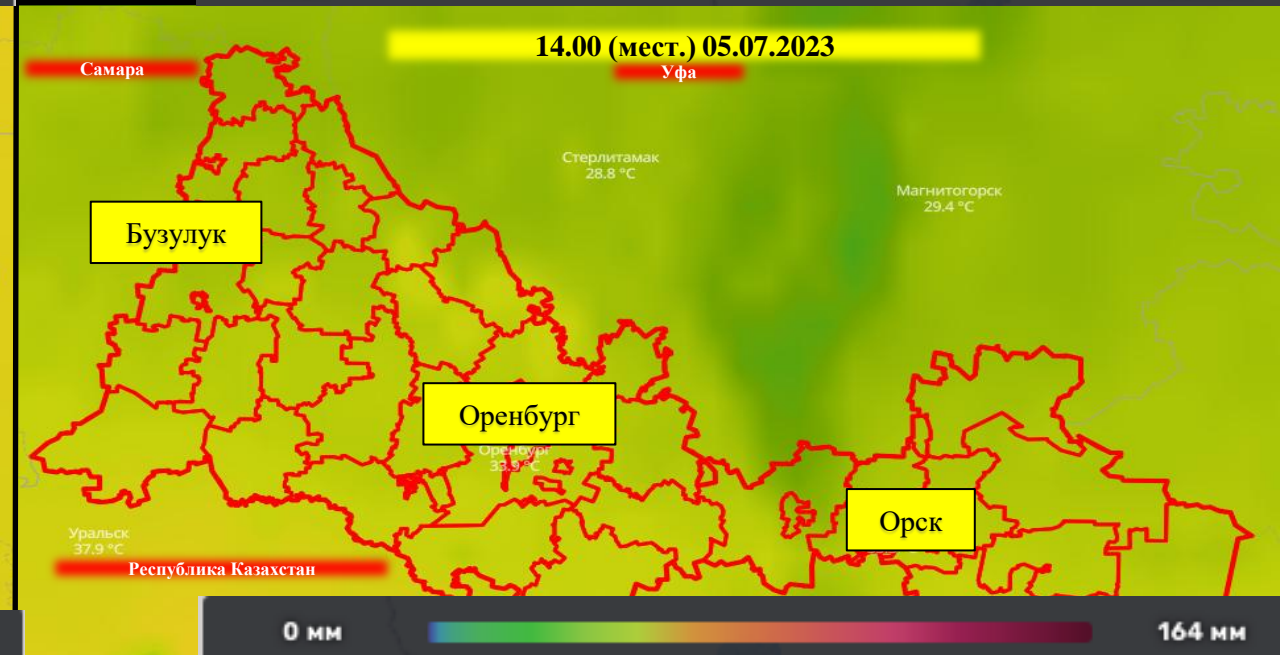 14.00 (мест.) 05.07.2023
Самара
Уфа
Стерлитамак
28.8 °C
Магнитогорск
29.4 °C
Бузулук
Оренбург
Оренбург
33.9 °C
Орск
Уральск
37.9 °C
Республика Казахстан
0 мм
164 мм